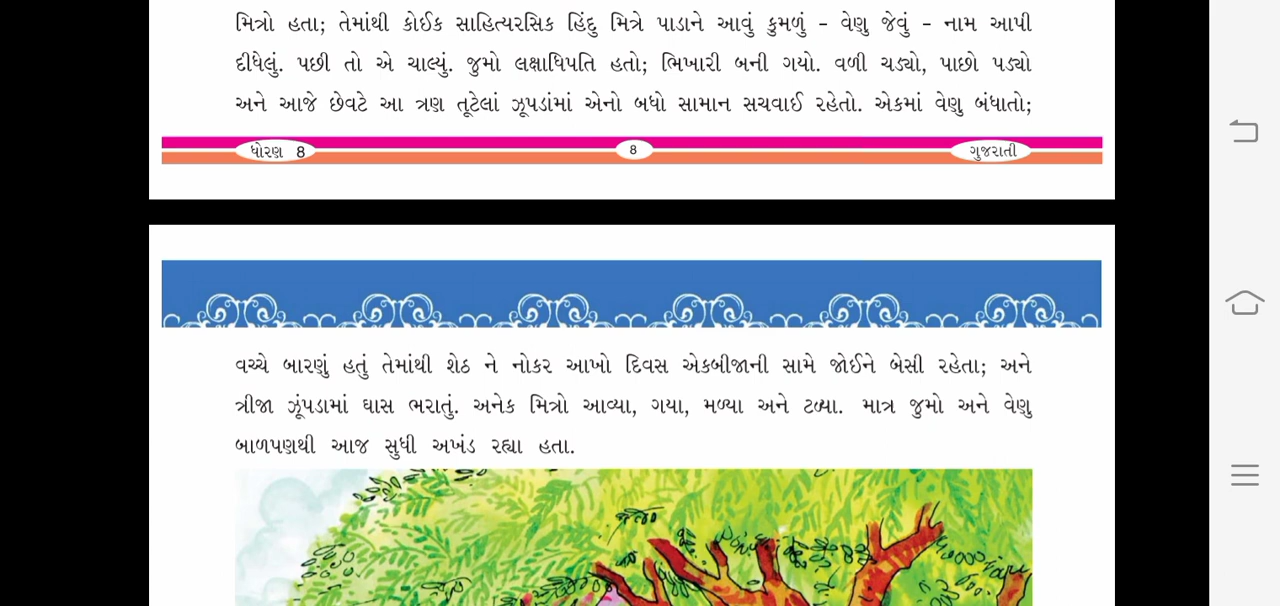 મિત્રો હતા; તેમાંથી કોઈક સાહિત્યરસિક હિંદુ મિત્રે પાડાને આવું કુમળું - વેણુ જેવું - નામ આપી
દીધેલું. પછી તો એ ચાલ્યું. જુમો લક્ષાધિપતિ હતો; ભિખારી બની ગયો. વળી ચડ્યો, પાછો પડ્યો
અને આજે છેવટે આ ત્રણ તૂટેલાં ઝૂપડાંમાં એનો બધો સામાન સચવાઈ રહેતો. એકમાં વેણુ બંધાતો;
ધોરણ 8 8 ગુજરાતી
વચ્ચે બારણું હતું તેમાંથી શેઠ ને નોકર આખો દિવસ એકબીજાની સામે જોઈને બેસી રહેતા; અને
ત્રીજા ઝૂંપડામાં ઘાસ ભરાતું. અનેક મિત્રો આવ્યા, ગયા, મળ્યા અને ટળ્યા. માત્ર જુમો અને વેણુ
બાળપણથી આજ સુધી અખંડ રહ્યા હતા.